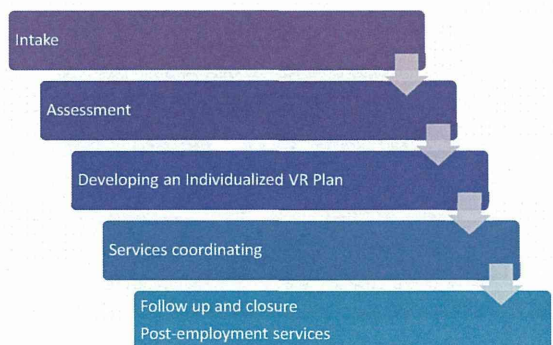 Intake
Assessment
Developing an Individualized VR Plan
Services coordinating
Follow up and closure
Post-employment services